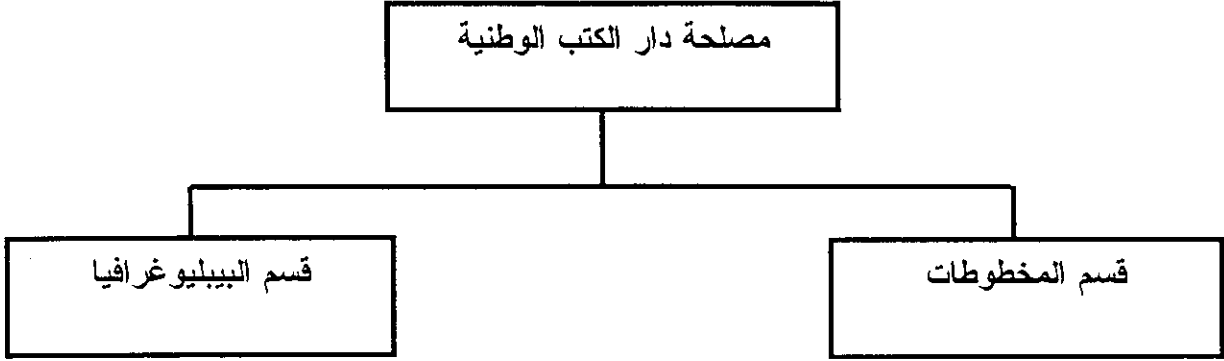 مصلحة دار الكتب الوطنية
قسم المخطوطات
قسم البيبليوغرافيا